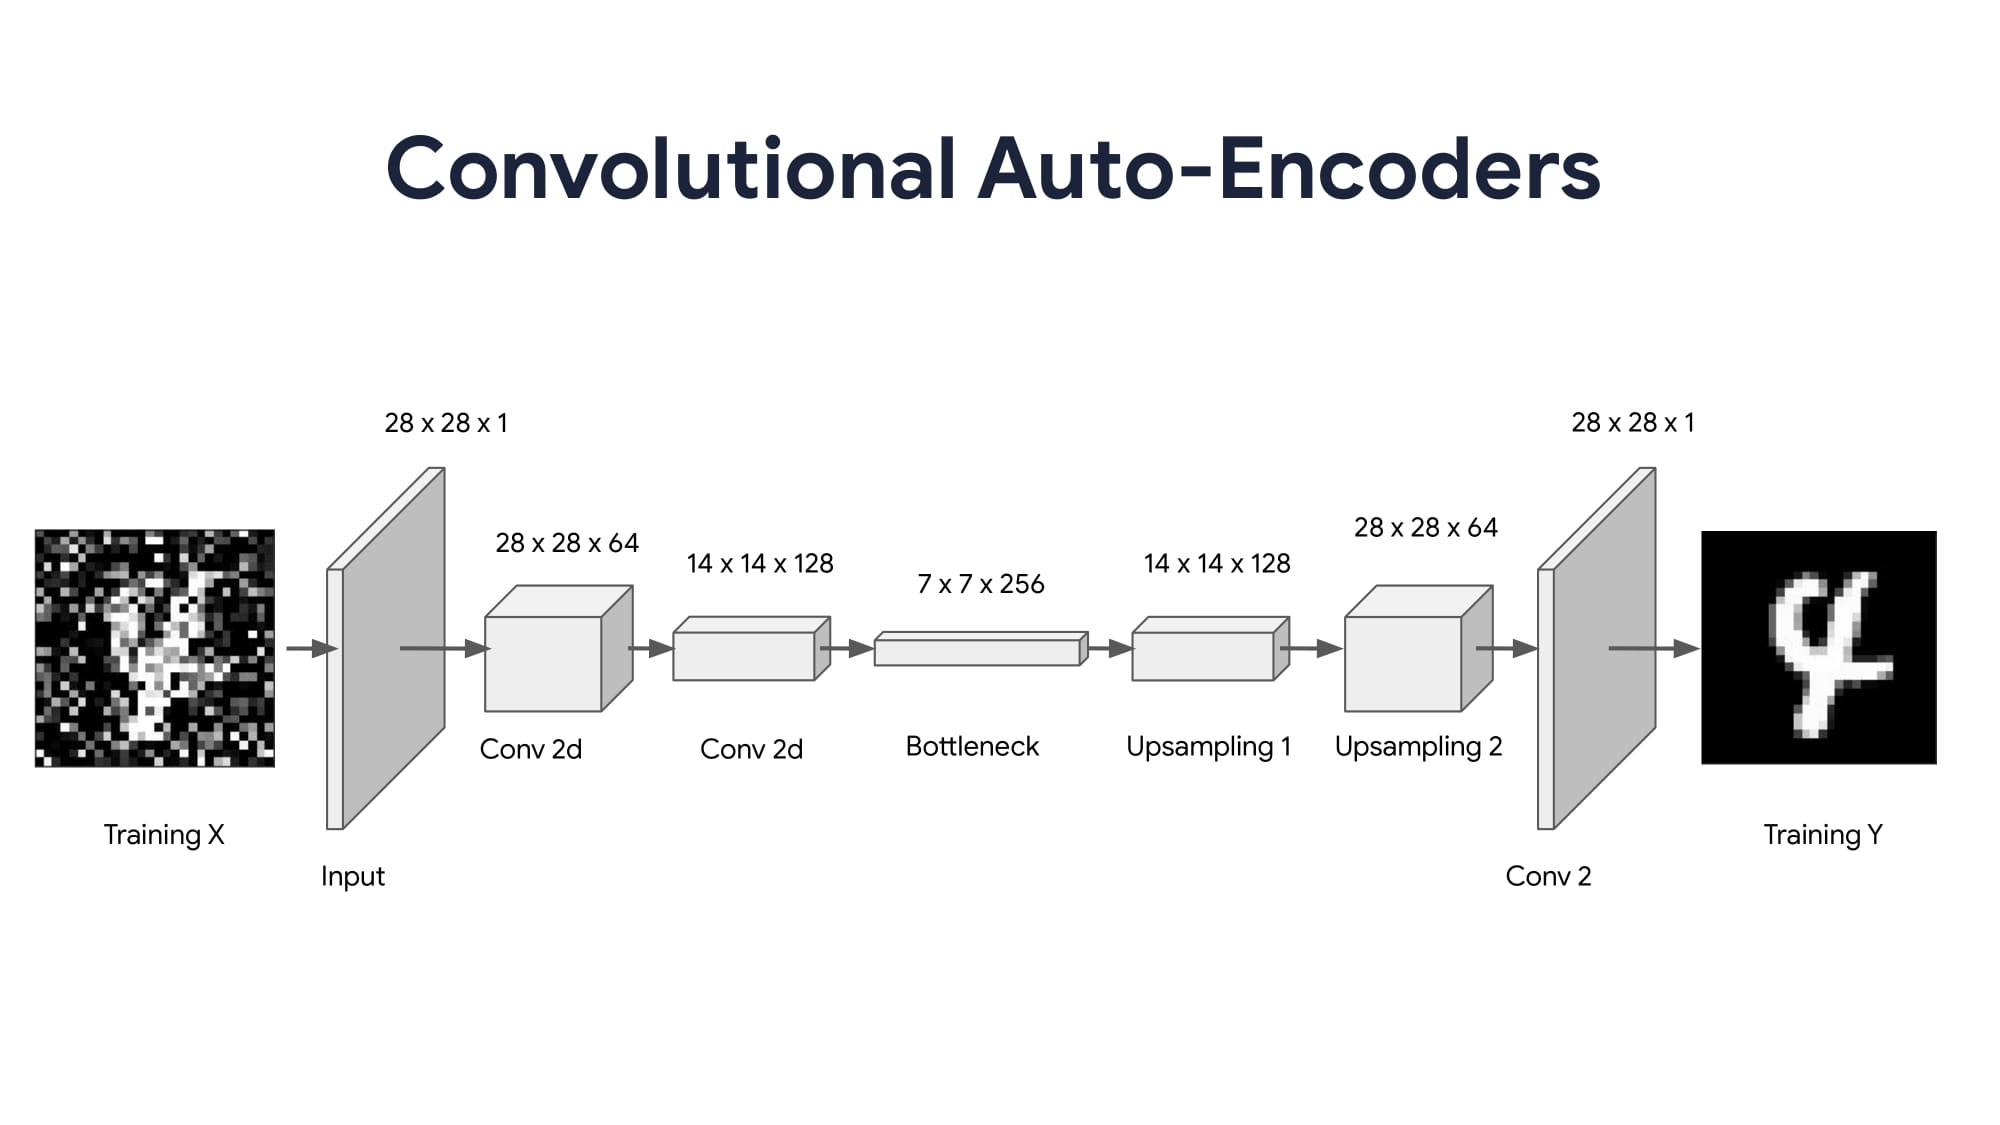 Convolutional Auto-Encoders
28 x 28 x 1
28 x 28 x 64
14 x 14 x 128
7 x 7 x 256
14 x 14 x 128
28 x 28 x 64
28 x 28 x 1
Training X
Input
Conv 2d
Conv 2d
Bottleneck
Upsampling 1
Upsampling 2
Conv 2
Training Y
4